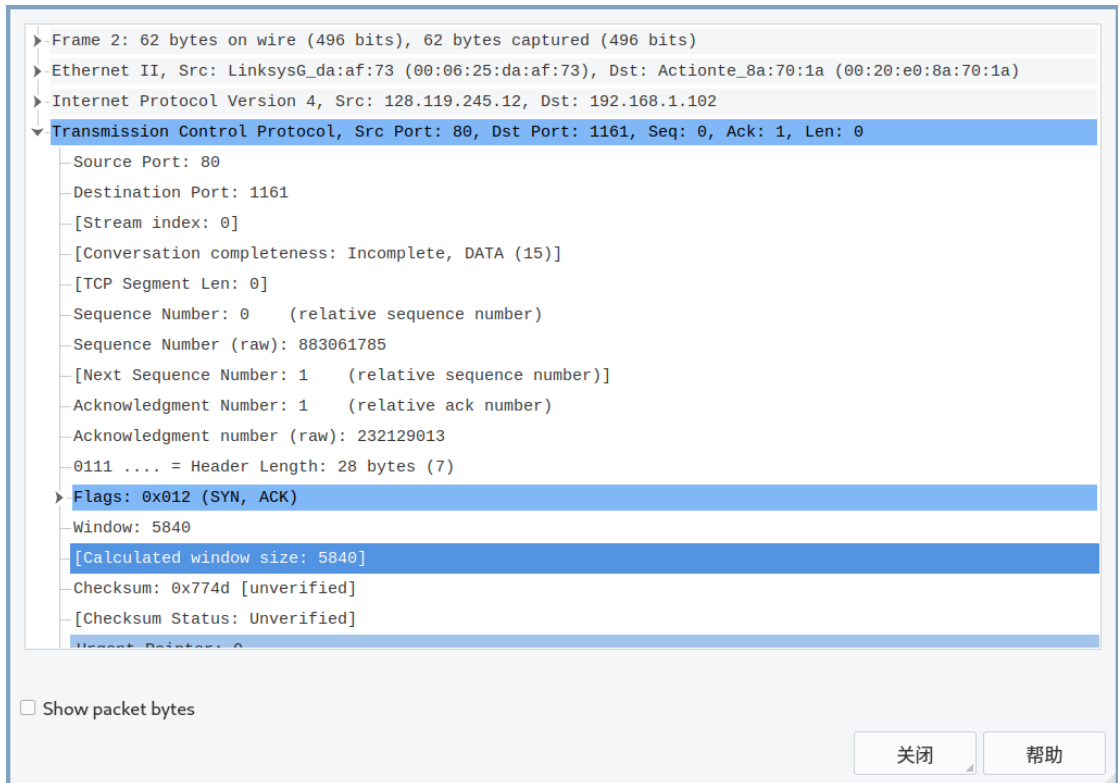 Frame 2: 62 bytes on wire (496 bits), 62 bytes captured (496 bits)
Ethernet II, Src: LinksysG_da:af:73 (00:06:25:da:af:73), Dst: Actionte_8a:70:1a (00:20:e0:8a:70:1a)
Internet Protocol Version 4, Src: 128.119.245.12, Dst: 192.168.1.102
Transmission Control Protocol, Src Port: 80, Dst Port: 1161, Seq: 0, Ack: 1, Len: 0
Source Port: 80
Destination Port: 1161
[Stream index: 0]
[Conversation completeness: Incomplete, DATA (15)]
[TCP Segment Len: 0]
Sequence Number: 0    (relative sequence number)
Sequence Number (raw): 883061785
[Next Sequence Number: 1    (relative sequence number)]
Acknowledgment Number: 1    (relative ack number)
Acknowledgment number (raw): 232129013
0111 .... = Header Length: 28 bytes (7)
Flags: 0x012 (SYN, ACK)
Window: 5840
[Calculated window size: 5840]
Checksum: 0x774d [unverified]
[Checksum Status: Unverified]
Urgent Pointer: 0
Show packet bytes
关闭 帮助